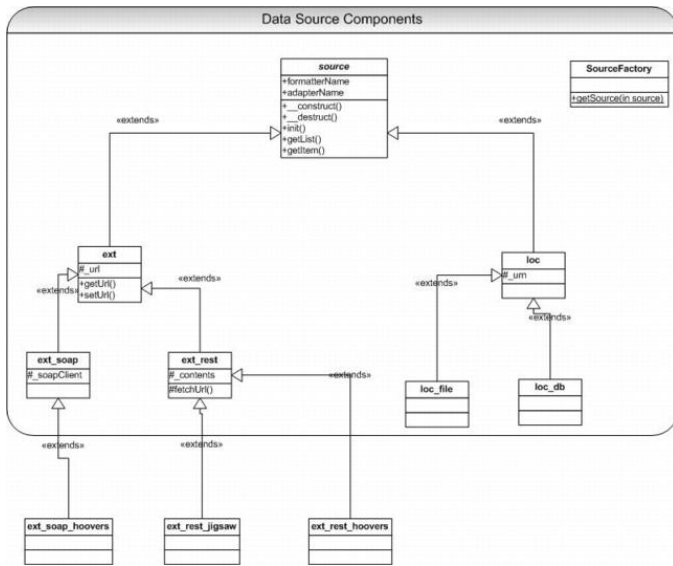 Data Source Components
source
+formatterName
+adapterName
+__construct()
+__destruct()
+init()
+getList()
+getItem()
SourceFactory
+getSource(in source)
«extends»
«extends»
ext
#_url
+getUrl()
+setUrl()
loc
#_urn
«extends»
«extends»
«extends»
«extends»
ext_soap
#_soapClient
ext_rest
#_contents
#fetchUrl()
«extends»
loc_file
loc_db
«extends»
«extends»
ext_soap_hoovers
ext_rest_jigsaw
ext_rest_hoovers